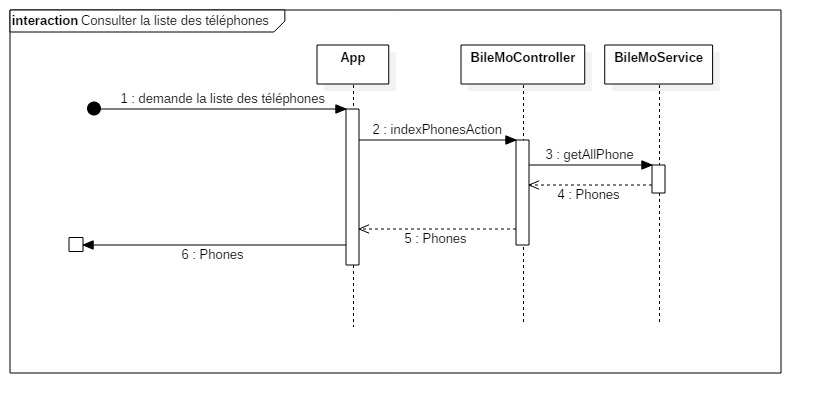 interaction Consulter la liste des téléphones
App
BileMoController
BileMoService
1 : demande la liste des téléphones
2 : indexPhonesAction
3 : getAllPhone
4 : Phones
5 : Phones
6 : Phones